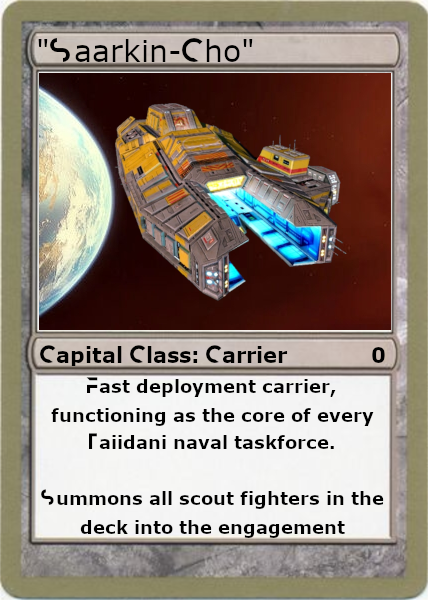 "Saarkin-Cho"
Capital Class: Carrier 0
Fast deployment carrier,
functioning as the core of every
Taiidani naval taskforce.
Summons all scout fighters in the
deck into the engagement